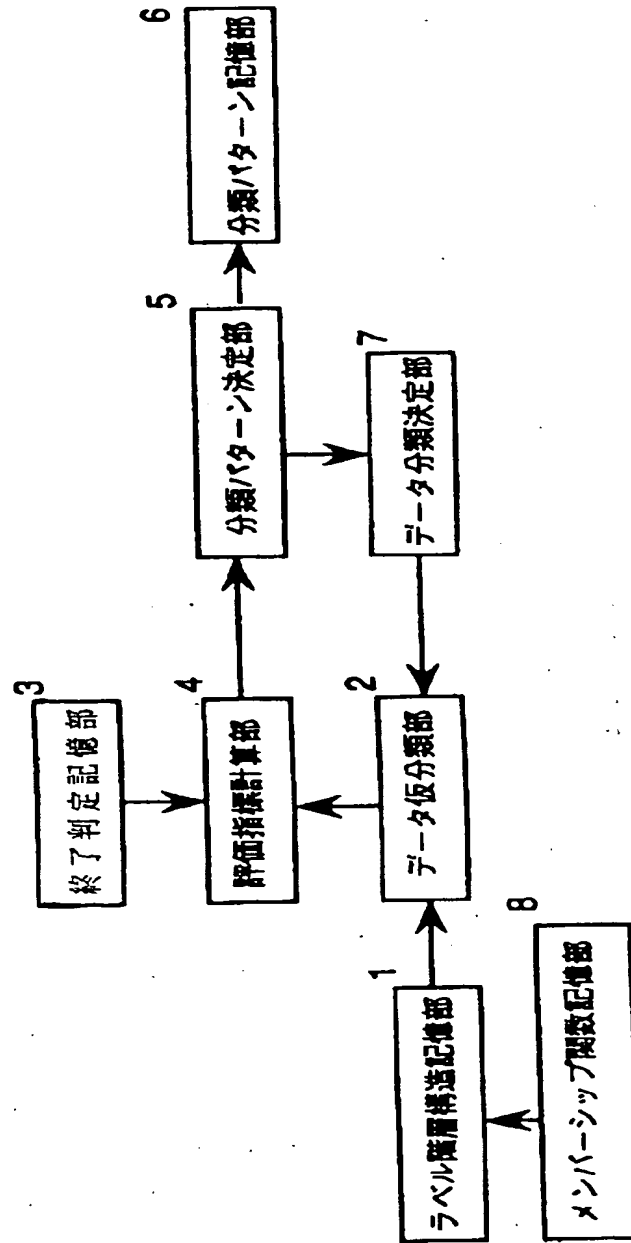 3
終了判定記憶部
4
評価指標計算部
5
分類パターン決定部
6
分類パターン記憶部
1
ラベル階層構造記憶部
2
データ仮分類部
7
データ分類決定部
8
メンバーシップ関数記憶部